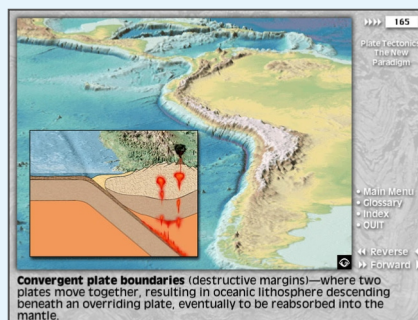 165
Plate Tectonics:
The New
Paradigm
• Main Menu
• Glossary
• Index
• QUIT
Reverse
Forward
Convergent plate boundaries (destructive margins)—where two
plates move together, resulting in oceanic lithosphere descending
beneath an overriding plate, eventually to be reabsorbed into the
mantle.